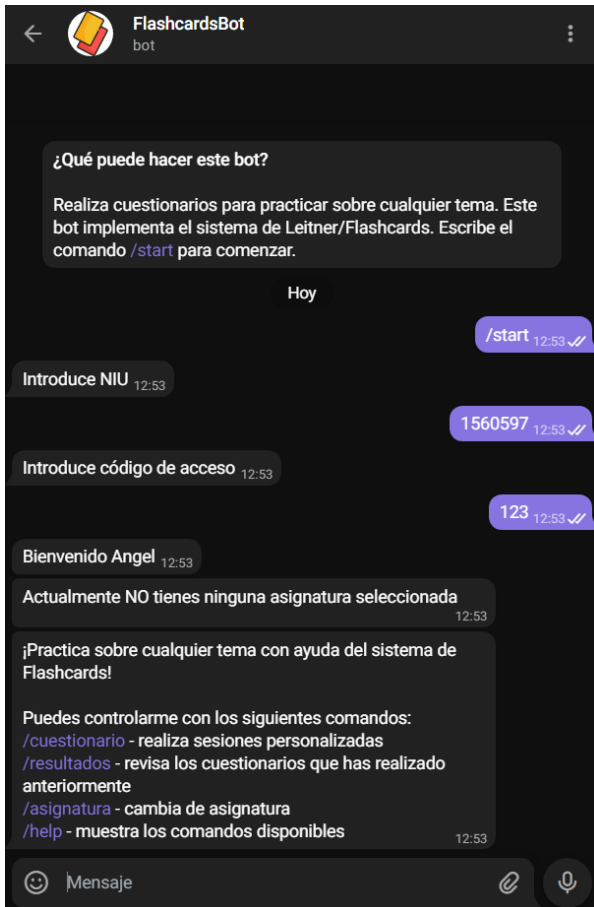 FlashcardsBot
bot
¿Qué puede hacer este bot?
Realiza cuestionarios para practicar sobre cualquier tema. Este
bot implementa el sistema de Leitner/Flashcards. Escribe el
comando /start para comenzar.
Hoy
/start 12:53
Introduce NIU 12:53
1560597 12:53
Introduce código de acceso 12:53
123 12:53
Bienvenido Angel 12:53
Actualmente NO tienes ninguna asignatura seleccionada
12:53
¡Practica sobre cualquier tema con ayuda del sistema de
Flashcards!
Puedes controlarme con los siguientes comandos:
/cuestionario - realiza sesiones personalizadas
/resultados - revisa los cuestionarios que has realizado
anteriormente
/asignatura - cambia de asignatura
/help - muestra los comandos disponibles 12:53
Mensaje